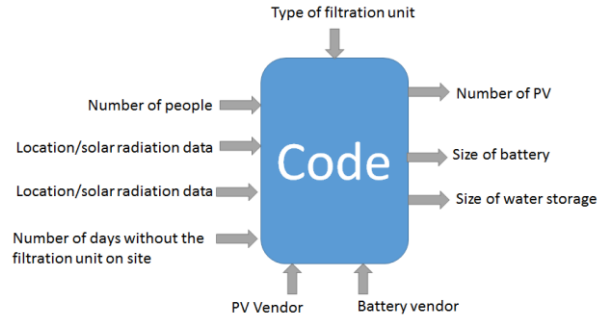 Type of filtration unit
Number of people
Location/solar radiation data
Location/solar radiation data
Number of days without the
filtration unit on site
Code
Number of PV
Size of battery
Size of water storage
PV Vendor
Battery vendor